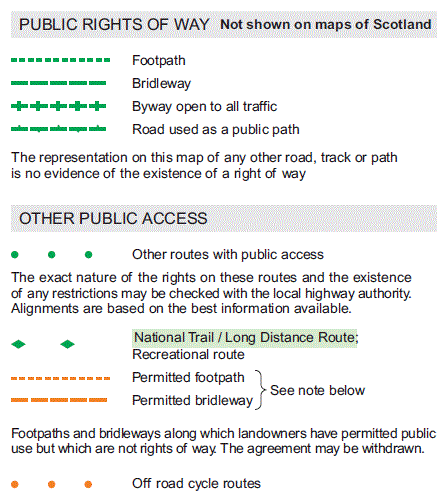 PUBLIC RIGHTS OF WAY Not shown on maps of Scotland
Footpath
Bridleway
Byway open to all traffic
Road used as a public path
The representation on this map of any other road, track or path
is no evidence of the existence of a right of way
OTHER PUBLIC ACCESS
Other routes with public access
The exact nature of the rights on these routes and the existence
of any restrictions may be checked with the local highway authority.
Alignments are based on the best information available.
National Trail / Long Distance Route;
Recreational route
Permitted footpath
See note below
Permitted bridleway
Footpaths and bridleways along which landowners have permitted public
use but which are not rights of way. The agreement may be withdrawn.
Off road cycle routes